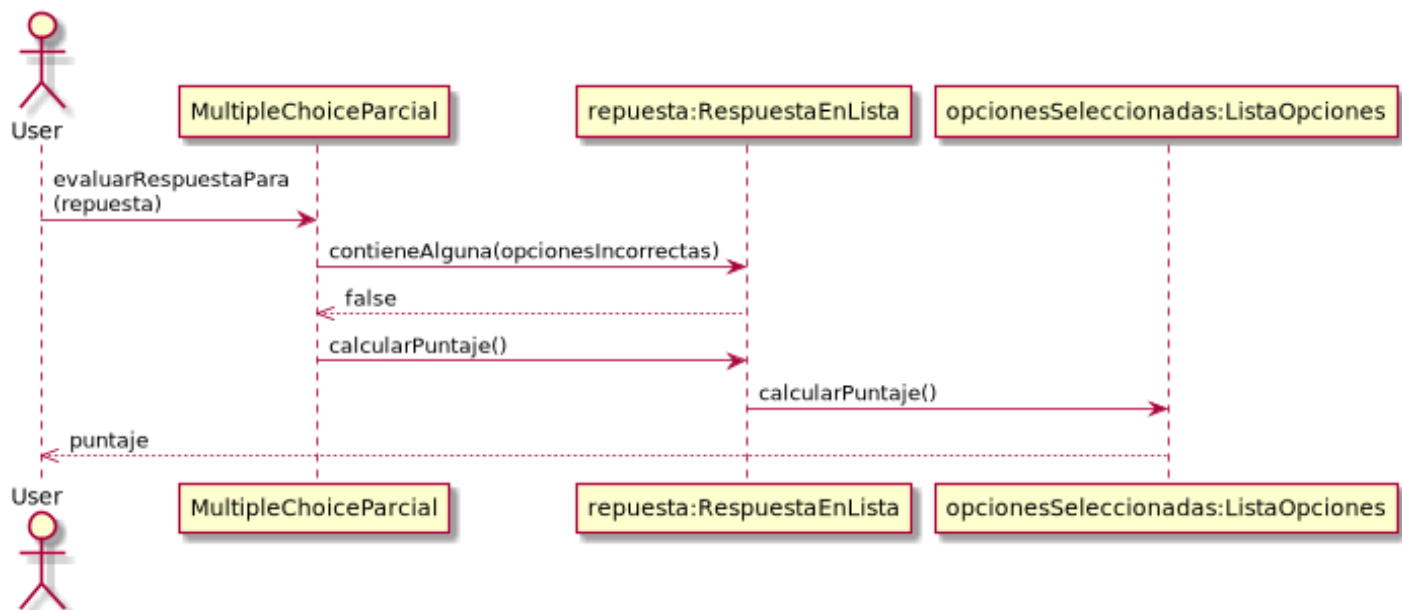 User
MultipleChoiceParcial
repuesta:RespuestaEnLista
opcionesSeleccionadas:ListaOpciones
evaluarRespuestaPara
(repuesta)
contieneAlguna(opcionesIncorrectas)
false
calcularPuntaje()
calcularPuntaje()
puntaje
User
MultipleChoiceParcial
repuesta:RespuestaEnLista
opcionesSeleccionadas:ListaOpciones